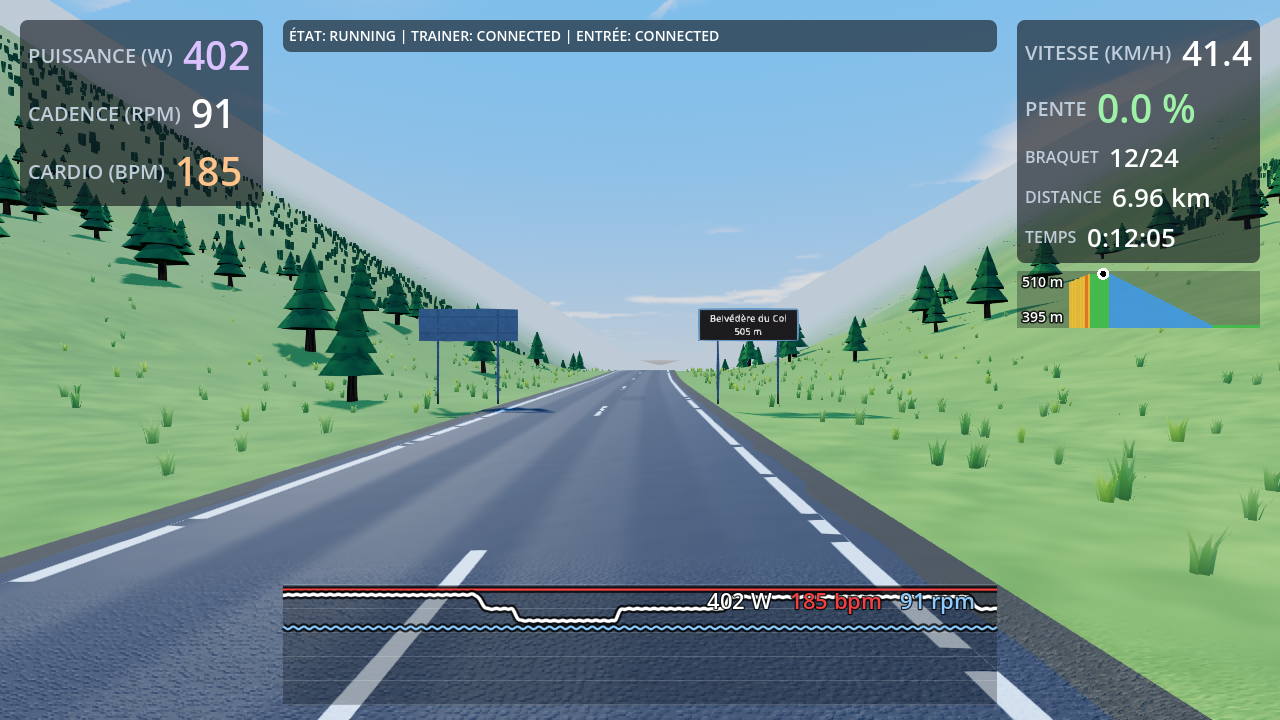 PUISSANCE (W) 402
CADENCE (RPM) 91
CARDIO (BPM) 185
ÉTAT: RUNNING | TRAINER: CONNECTED | ENTRÉE: CONNECTED
VITESSE (KM/H) 41.4
PENTE 0.0 %
BRAQUET 12/24
DISTANCE 6.96 km
TEMPS 0:12:05
510 m
395 m
Belvédère du Col
505 m
402 W 185 bpm 91 rpm